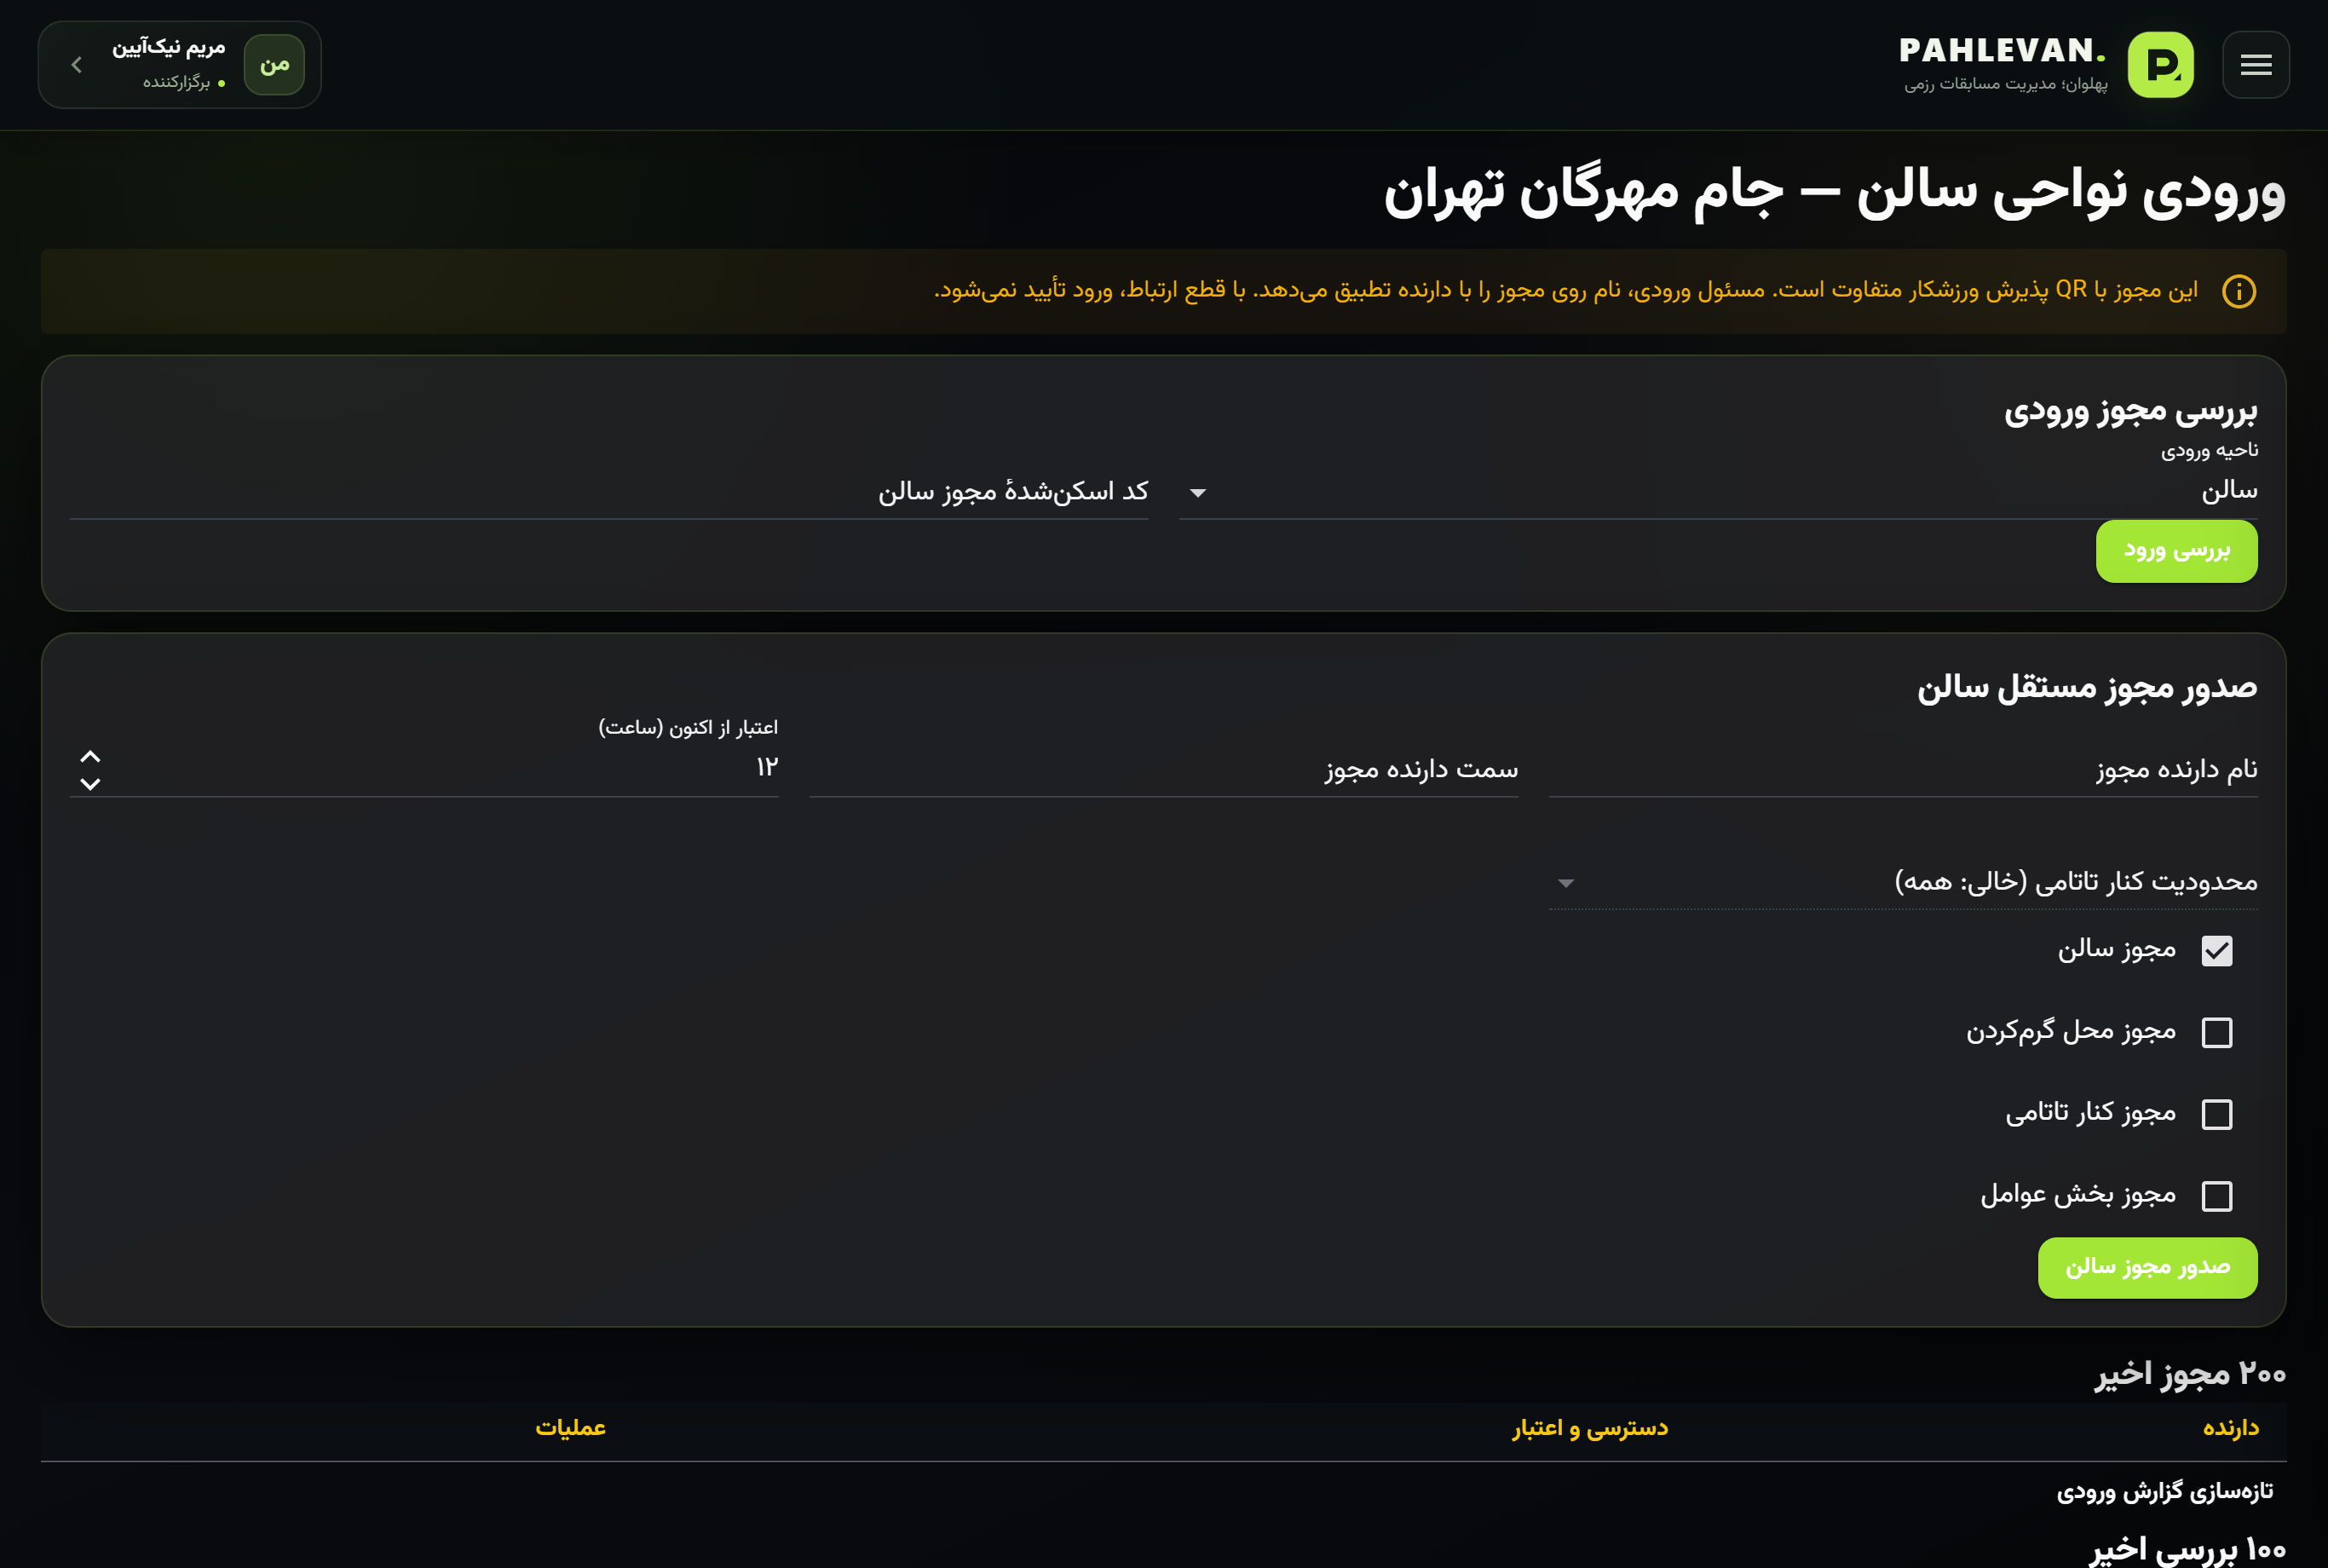 PAHLEVAN.
پهلوان؛ مدیریت مسابقات رزمی
من
مریم نیک‌آیین
برگزارکننده
ورودی نواحی سالن — جام مهرگان تهران
این مجوز با QR پذیرش ورزشکار متفاوت است. مسئول ورودی، نام روی مجوز را با دارنده تطبیق می‌دهد. با قطع ارتباط، ورود تأیید نمی‌شود.
بررسی مجوز ورودی
ناحیه ورودی
سالن
کد اسکن‌شدهٔ مجوز سالن
بررسی ورود
صدور مجوز مستقل سالن
نام دارنده مجوز
سمت دارنده مجوز
اعتبار از اکنون (ساعت)
۱۲
محدودیت کنار تاتامی (خالی: همه)
مجوز سالن
مجوز محل گرم‌کردن
مجوز کنار تاتامی
مجوز بخش عوامل
صدور مجوز سالن
۲۰۰ مجوز اخیر
دارنده
دسترسی و اعتبار
عملیات
تازه‌سازی گزارش ورودی
۱۰۰ بررسی اخیر